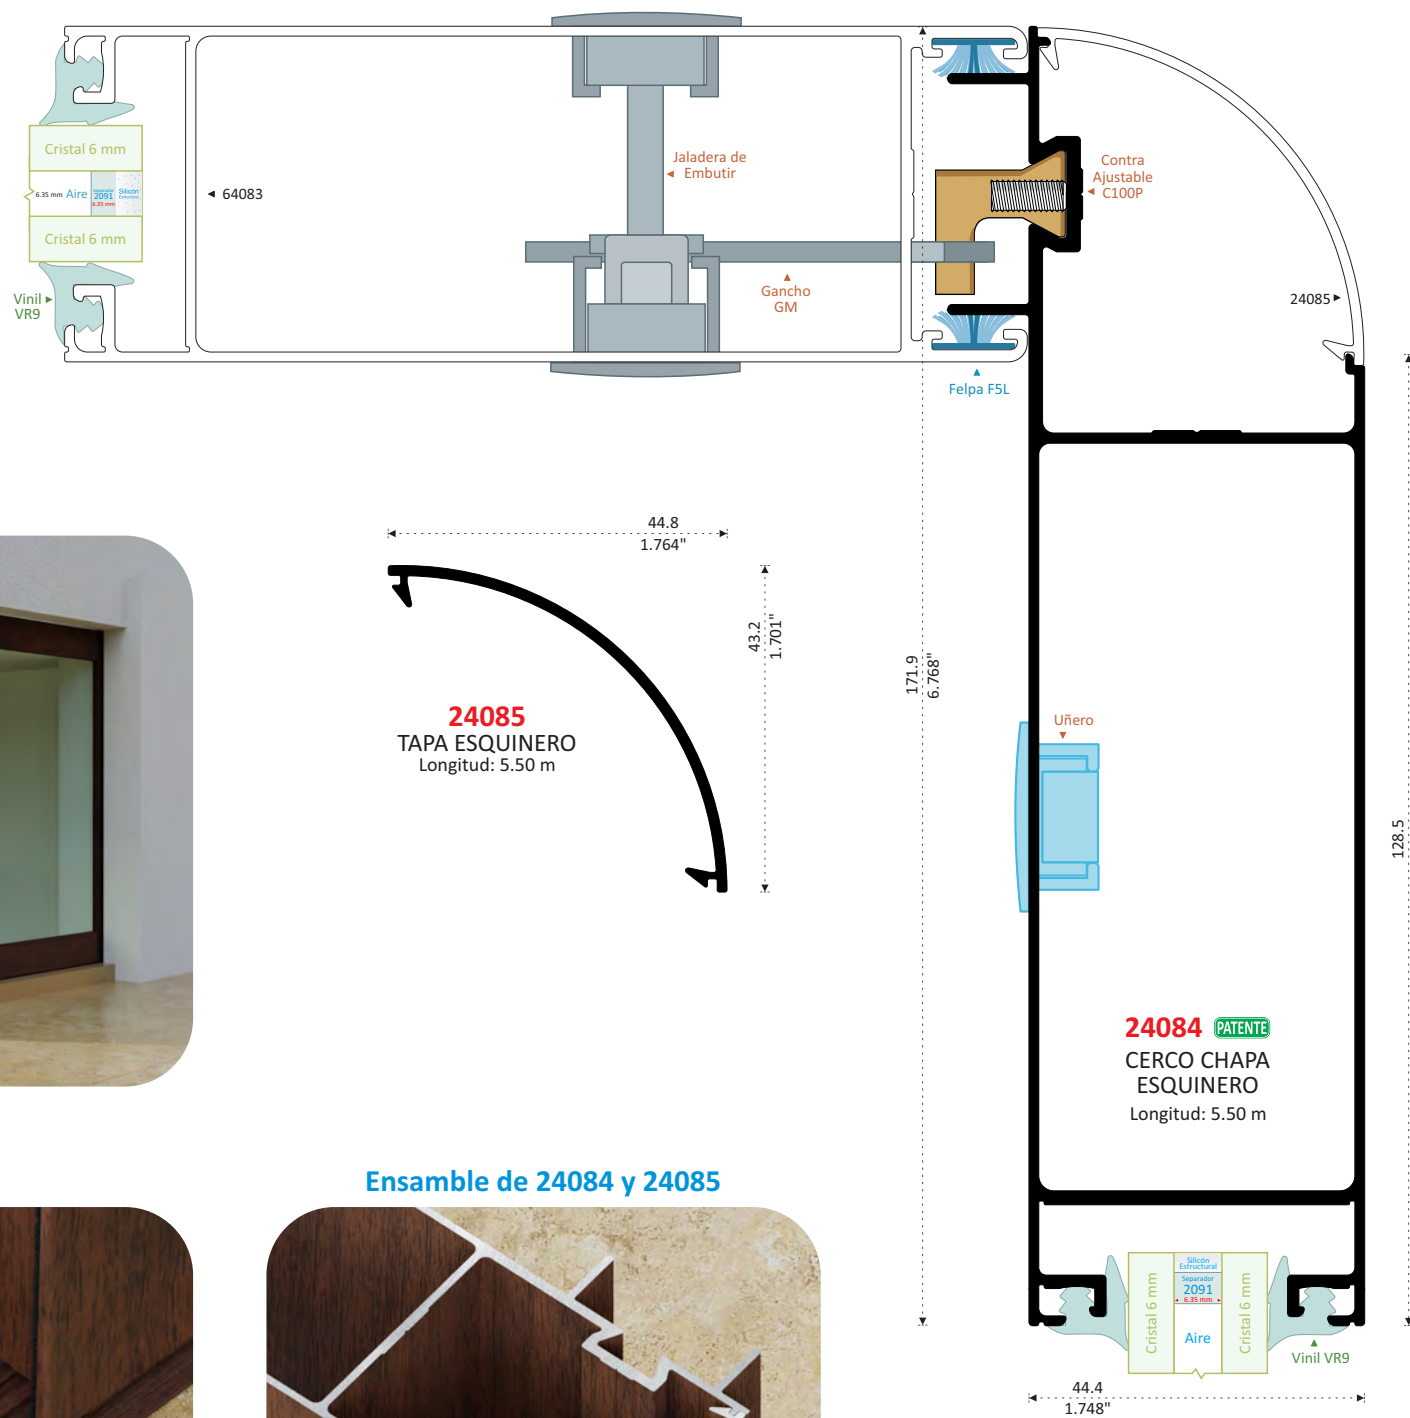 Cristal 6 mm
6.35 mm Aire
Separador
2091
6.35 mm
Silicón
Estructural
Cristal 6 mm
Vinil
VR9
64083
Jaladera de
Embutir
Gancho
GM
Felpa F5L
Contra
Ajustable
C100P
24085
44.8
1.764"
43.2
1.701"
24085
TAPA ESQUINERO
Longitud: 5.50 m
171.9
6.768"
Uñero
128.5
24084 PATENTE
CERCO CHAPA
ESQUINERO
Longitud: 5.50 m
Ensamble de 24084 y 24085
Silicón
Estructural
Separador
2091
6.35 mm
Cristal 6 mm
Aire
Cristal 6 mm
Vinil VR9
44.4
1.748"